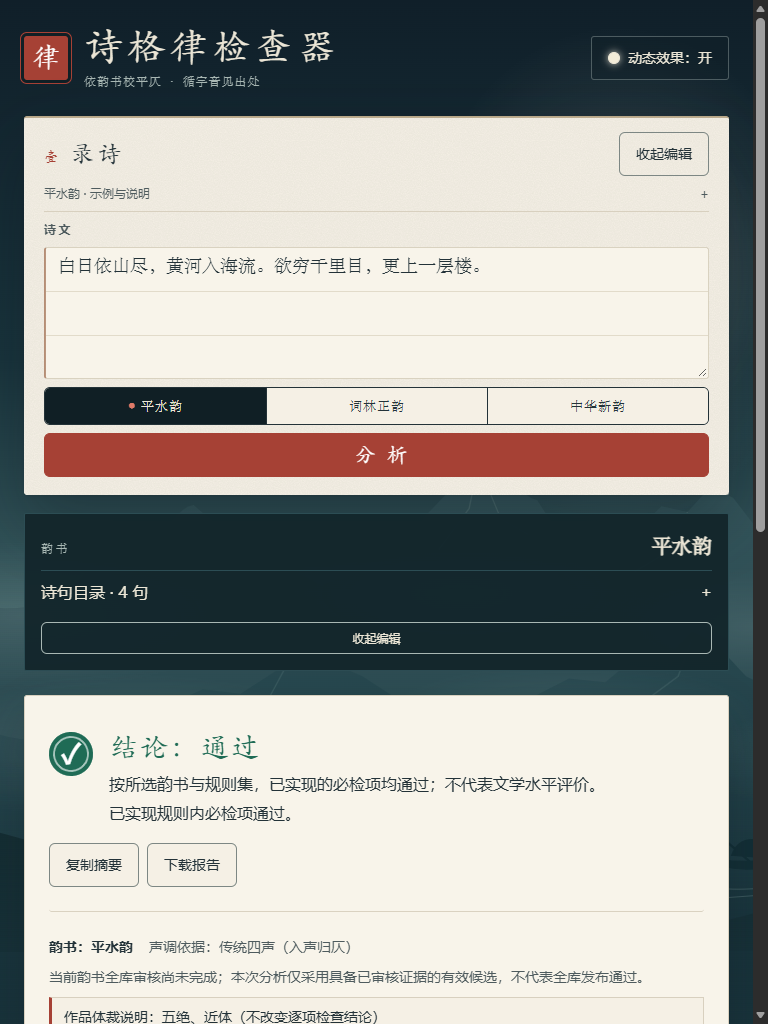 律
诗格律检查器
依韵书校平仄 · 循字音见出处
动态效果：开
壹 录诗
收起编辑
平水韵 · 示例与说明 +
诗文
白日依山尽，黄河入海流。欲穷千里目，更上一层楼。
平水韵 词林正韵 中华新韵
分析
韵书 平水韵
诗句目录 · 4 句 +
收起编辑
结论：通过
按所选韵书与规则集，已实现的必检项均通过；不代表文学水平评价。
已实现规则内必检项通过。
复制摘要 下载报告
韵书：平水韵 声调依据：传统四声（入声归仄）
当前韵书全库审核尚未完成；本次分析仅采用具备已审核证据的有效候选，不代表全库发布通过。
作品体裁说明：五绝、近体（不改变逐项检查结论）